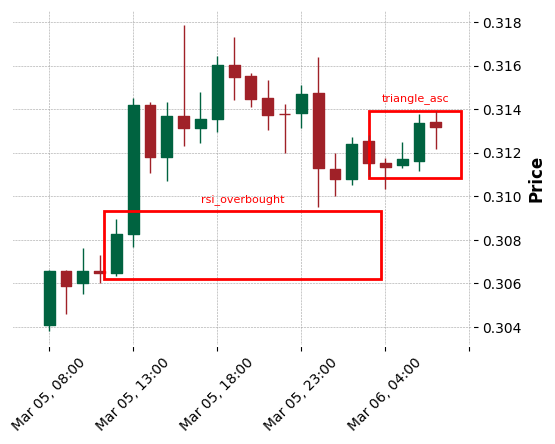 0.318
0.316
triangle_asc
0.314
0.312
0.310
rsi_overbought
0.308
0.306
0.304
Price
Mar 05, 08:00
Mar 05, 13:00
Mar 05, 18:00
Mar 05, 23:00
Mar 06, 04:00